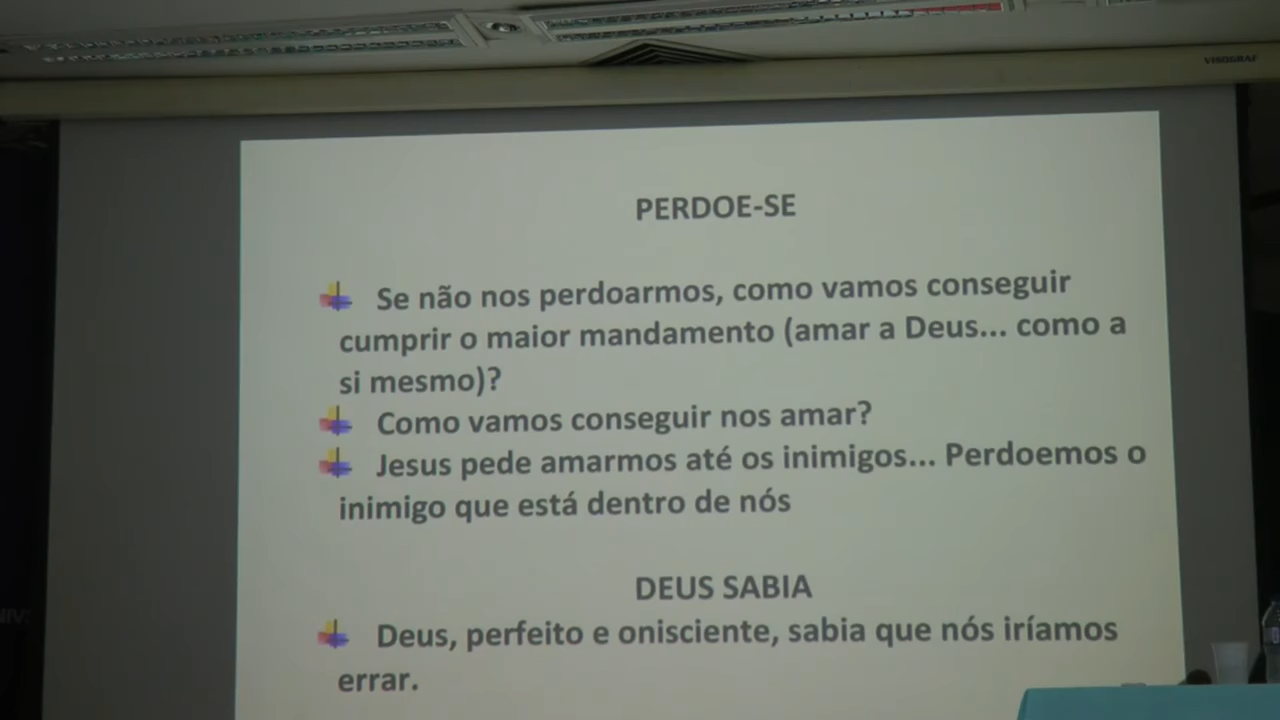 VISOGRAF
PERDOE-SE
Se não nos perdoarmos, como vamos conseguir
cumprir o maior mandamento (amar a Deus... como a
si mesmo)?
Como vamos conseguir nos amar?
Jesus pede amarmos até os inimigos... Perdoemos o
inimigo que está dentro de nós
DEUS SABIA
Deus, perfeito e onisciente, sabia que nós iríamos
errar.